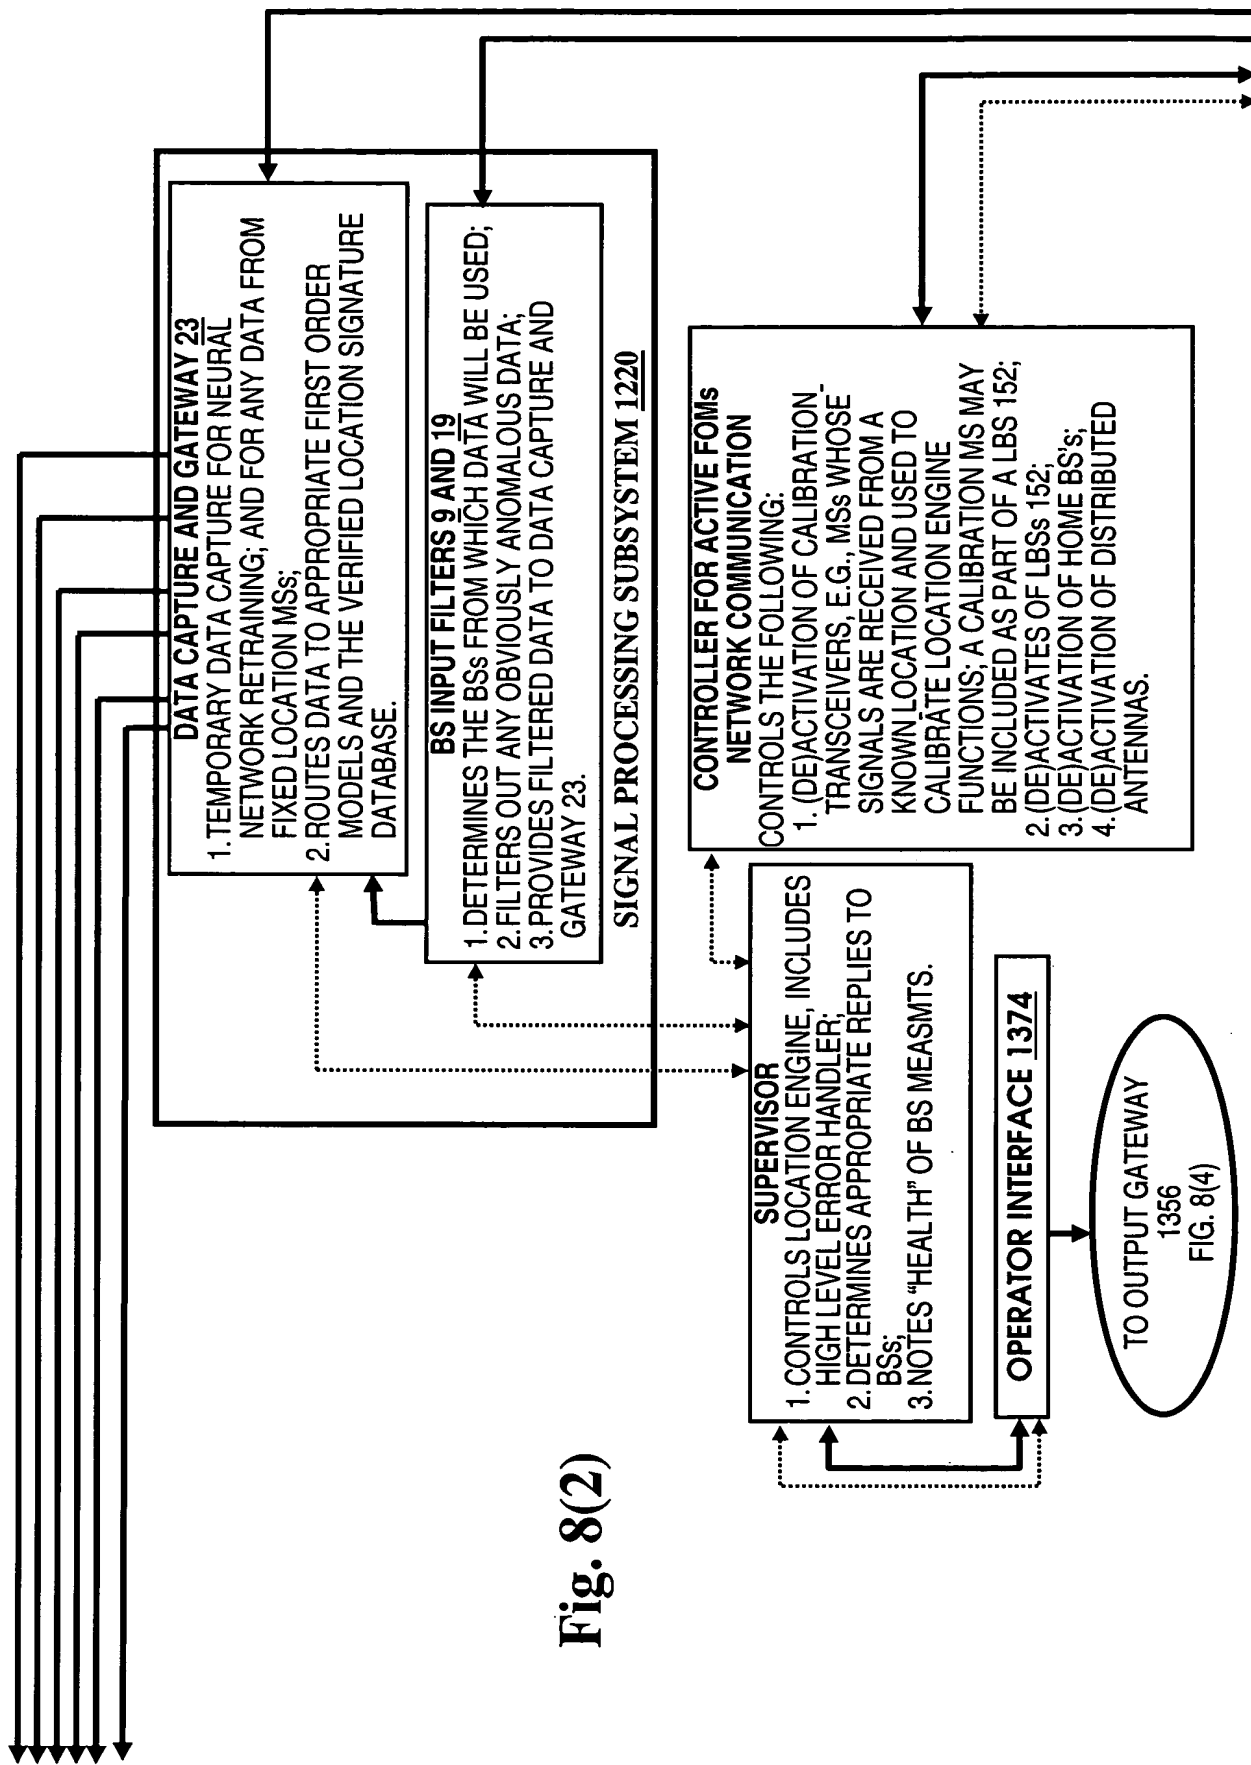 DATA CAPTURE AND GATEWAY 23
1. TEMPORARY DATA CAPTURE FOR NEURAL
NETWORK RETRAINING; AND FOR ANY DATA FROM
FIXED LOCATION MSs;
2. ROUTES DATA TO APPROPRIATE FIRST ORDER
MODELS AND THE VERIFIED LOCATION SIGNATURE
DATABASE.
BS INPUT FILTERS 9 AND 19
1. DETERMINES THE BSs FROM WHICH DATA WILL BE USED;
2. FILTERS OUT ANY OBVIOUSLY ANOMALOUS DATA;
3. PROVIDES FILTERED DATA TO DATA CAPTURE AND
GATEWAY 23.
SIGNAL PROCESSING SUBSYSTEM 1220
CONTROLLER FOR ACTIVE FOMs
NETWORK COMMUNICATION
CONTROLS THE FOLLOWING:
1. (DE)ACTIVATION OF CALIBRATION
TRANSCEIVERS, E.G., MSs WHOSE
SIGNALS ARE RECEIVED FROM A
KNOWN LOCATION AND USED TO
CALIBRATE LOCATION ENGINE
FUNCTIONS; A CALIBRATION MS MAY
BE INCLUDED AS PART OF A LBS 152;
2. (DE)ACTIVATES OF LBSs 152;
3. (DE)ACTIVATION OF HOME BS's;
4. (DE)ACTIVATION OF DISTRIBUTED
ANTENNAS.
SUPERVISOR
1. CONTROLS LOCATION ENGINE, INCLUDES
HIGH LEVEL ERROR HANDLER;
2. DETERMINES APPROPRIATE REPLIES TO
BSs;
3. NOTES "HEALTH" OF BS MEASMTS.
OPERATOR INTERFACE 1374
TO OUTPUT GATEWAY
1356
FIG. 8(4)
Fig. 8(2)